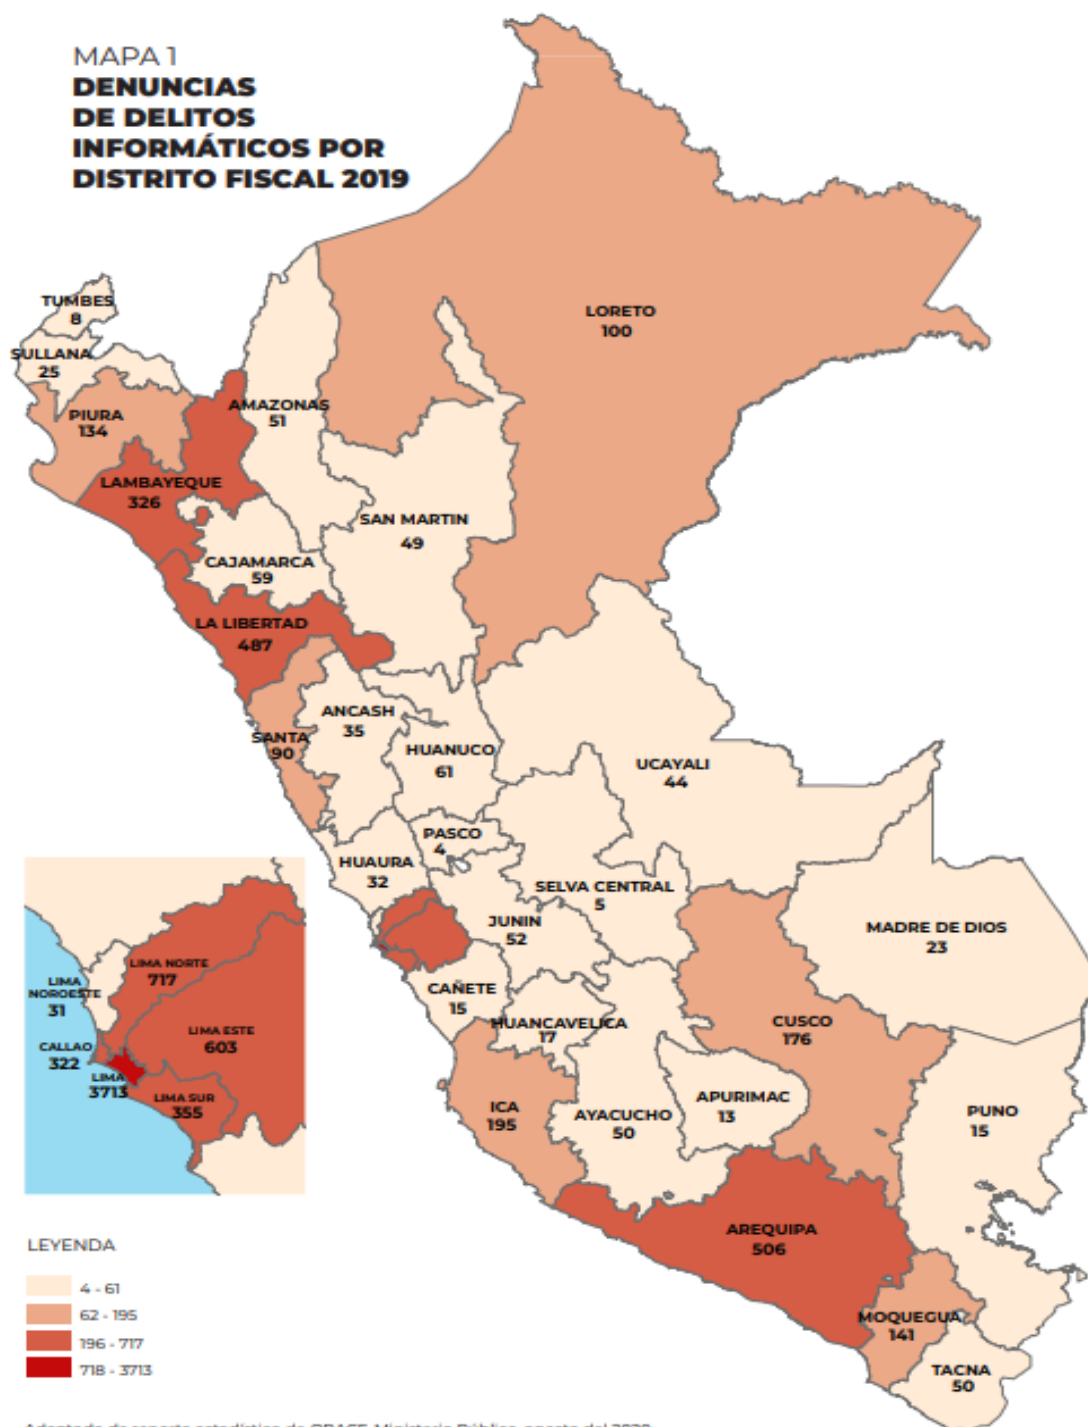 MAPA 1
DENUNCIAS
DE DELITOS
INFORMÁTICOS POR
DISTRITO FISCAL 2019
TUMBES
8
SULLANA
25
PIURA
134
LAMBAYEQUE
326
AMAZONAS
51
LORETO
100
SAN MARTIN
49
CAJAMARCA
59
LA LIBERTAD
487
SANTA
90
ANCASH
35
HUANUCO
61
UCAYALI
44
PASCO
4
HUAURA
32
SELVA CENTRAL
5
JUNIN
52
MADRE DE DIOS
23
CAÑETE
15
HUANCAVELICA
17
CUSCO
176
ICA
195
AYACUCHO
50
APURIMAC
13
PUNO
15
AREQUIPA
506
MOQUEGUA
141
TACNA
50
LIMA NORTE
717
LIMA
NOROESTE
31
LIMA ESTE
603
CALLAO
322
LIMA
3713
LIMA SUR
355
LEYENDA
4 - 61
62 - 195
196 - 717
718 - 3713